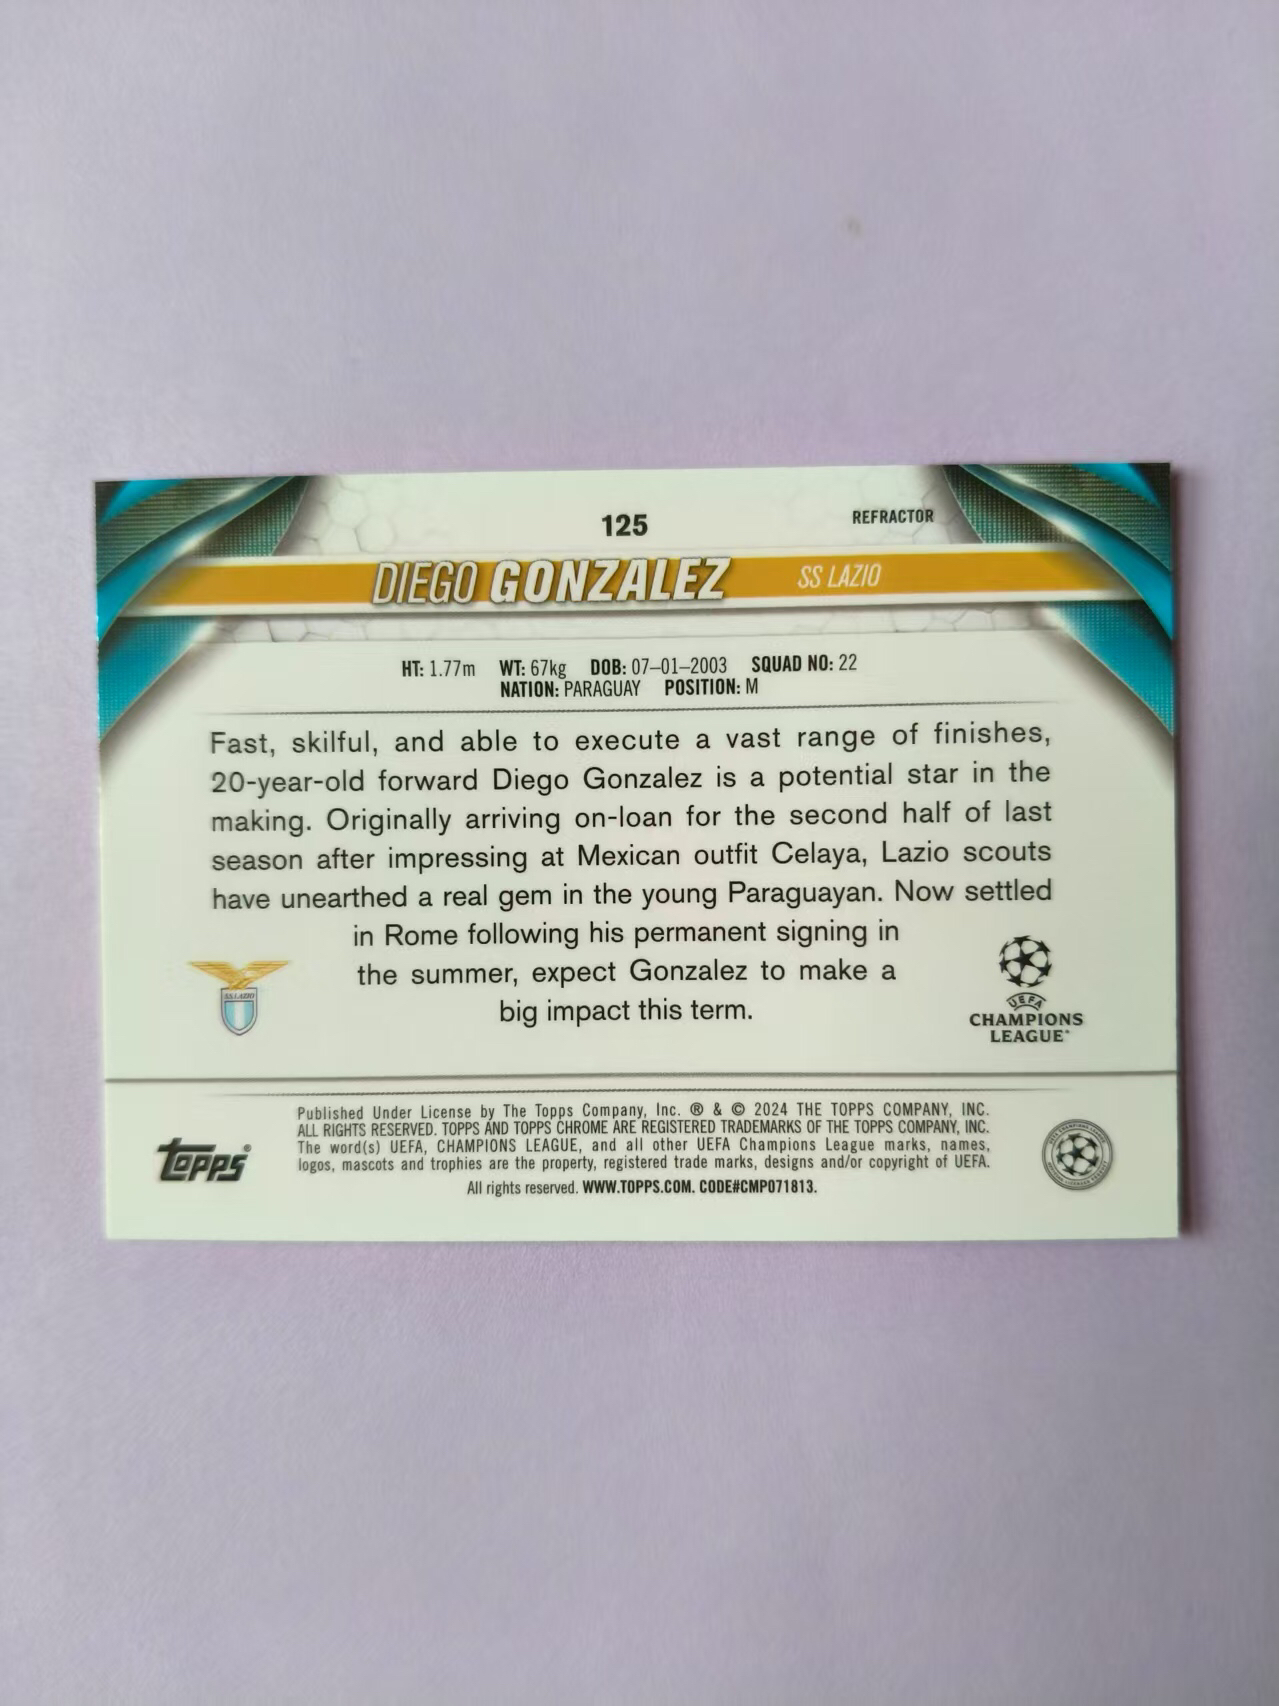 125
REFRACTOR
DIEGO GONZALEZ SS LAZIO
HT: 1.77m WT: 67kg DOB: 07-01-2003 SQUAD NO: 22
NATION: PARAGUAY POSITION: M
Fast, skilful, and able to execute a vast range of finishes,
20-year-old forward Diego Gonzalez is a potential star in the
making. Originally arriving on-loan for the second half of last
season after impressing at Mexican outfit Celaya, Lazio scouts
have unearthed a real gem in the young Paraguayan. Now settled
in Rome following his permanent signing in
the summer, expect Gonzalez to make a
big impact this term.
SS LAZIO
UEFA
CHAMPIONS
LEAGUE®
topps®
Published Under License by The Topps Company, Inc. ® & © 2024 THE TOPPS COMPANY, INC.
ALL RIGHTS RESERVED. TOPPS AND TOPPS CHROME ARE REGISTERED TRADEMARKS OF THE TOPPS COMPANY, INC.
The word(s) UEFA, CHAMPIONS LEAGUE, and all other UEFA Champions League marks, names,
logos, mascots and trophies are the property, registered trade marks, designs and/or copyright of UEFA.
All rights reserved. WWW.TOPPS.COM. CODE#CMP071813.